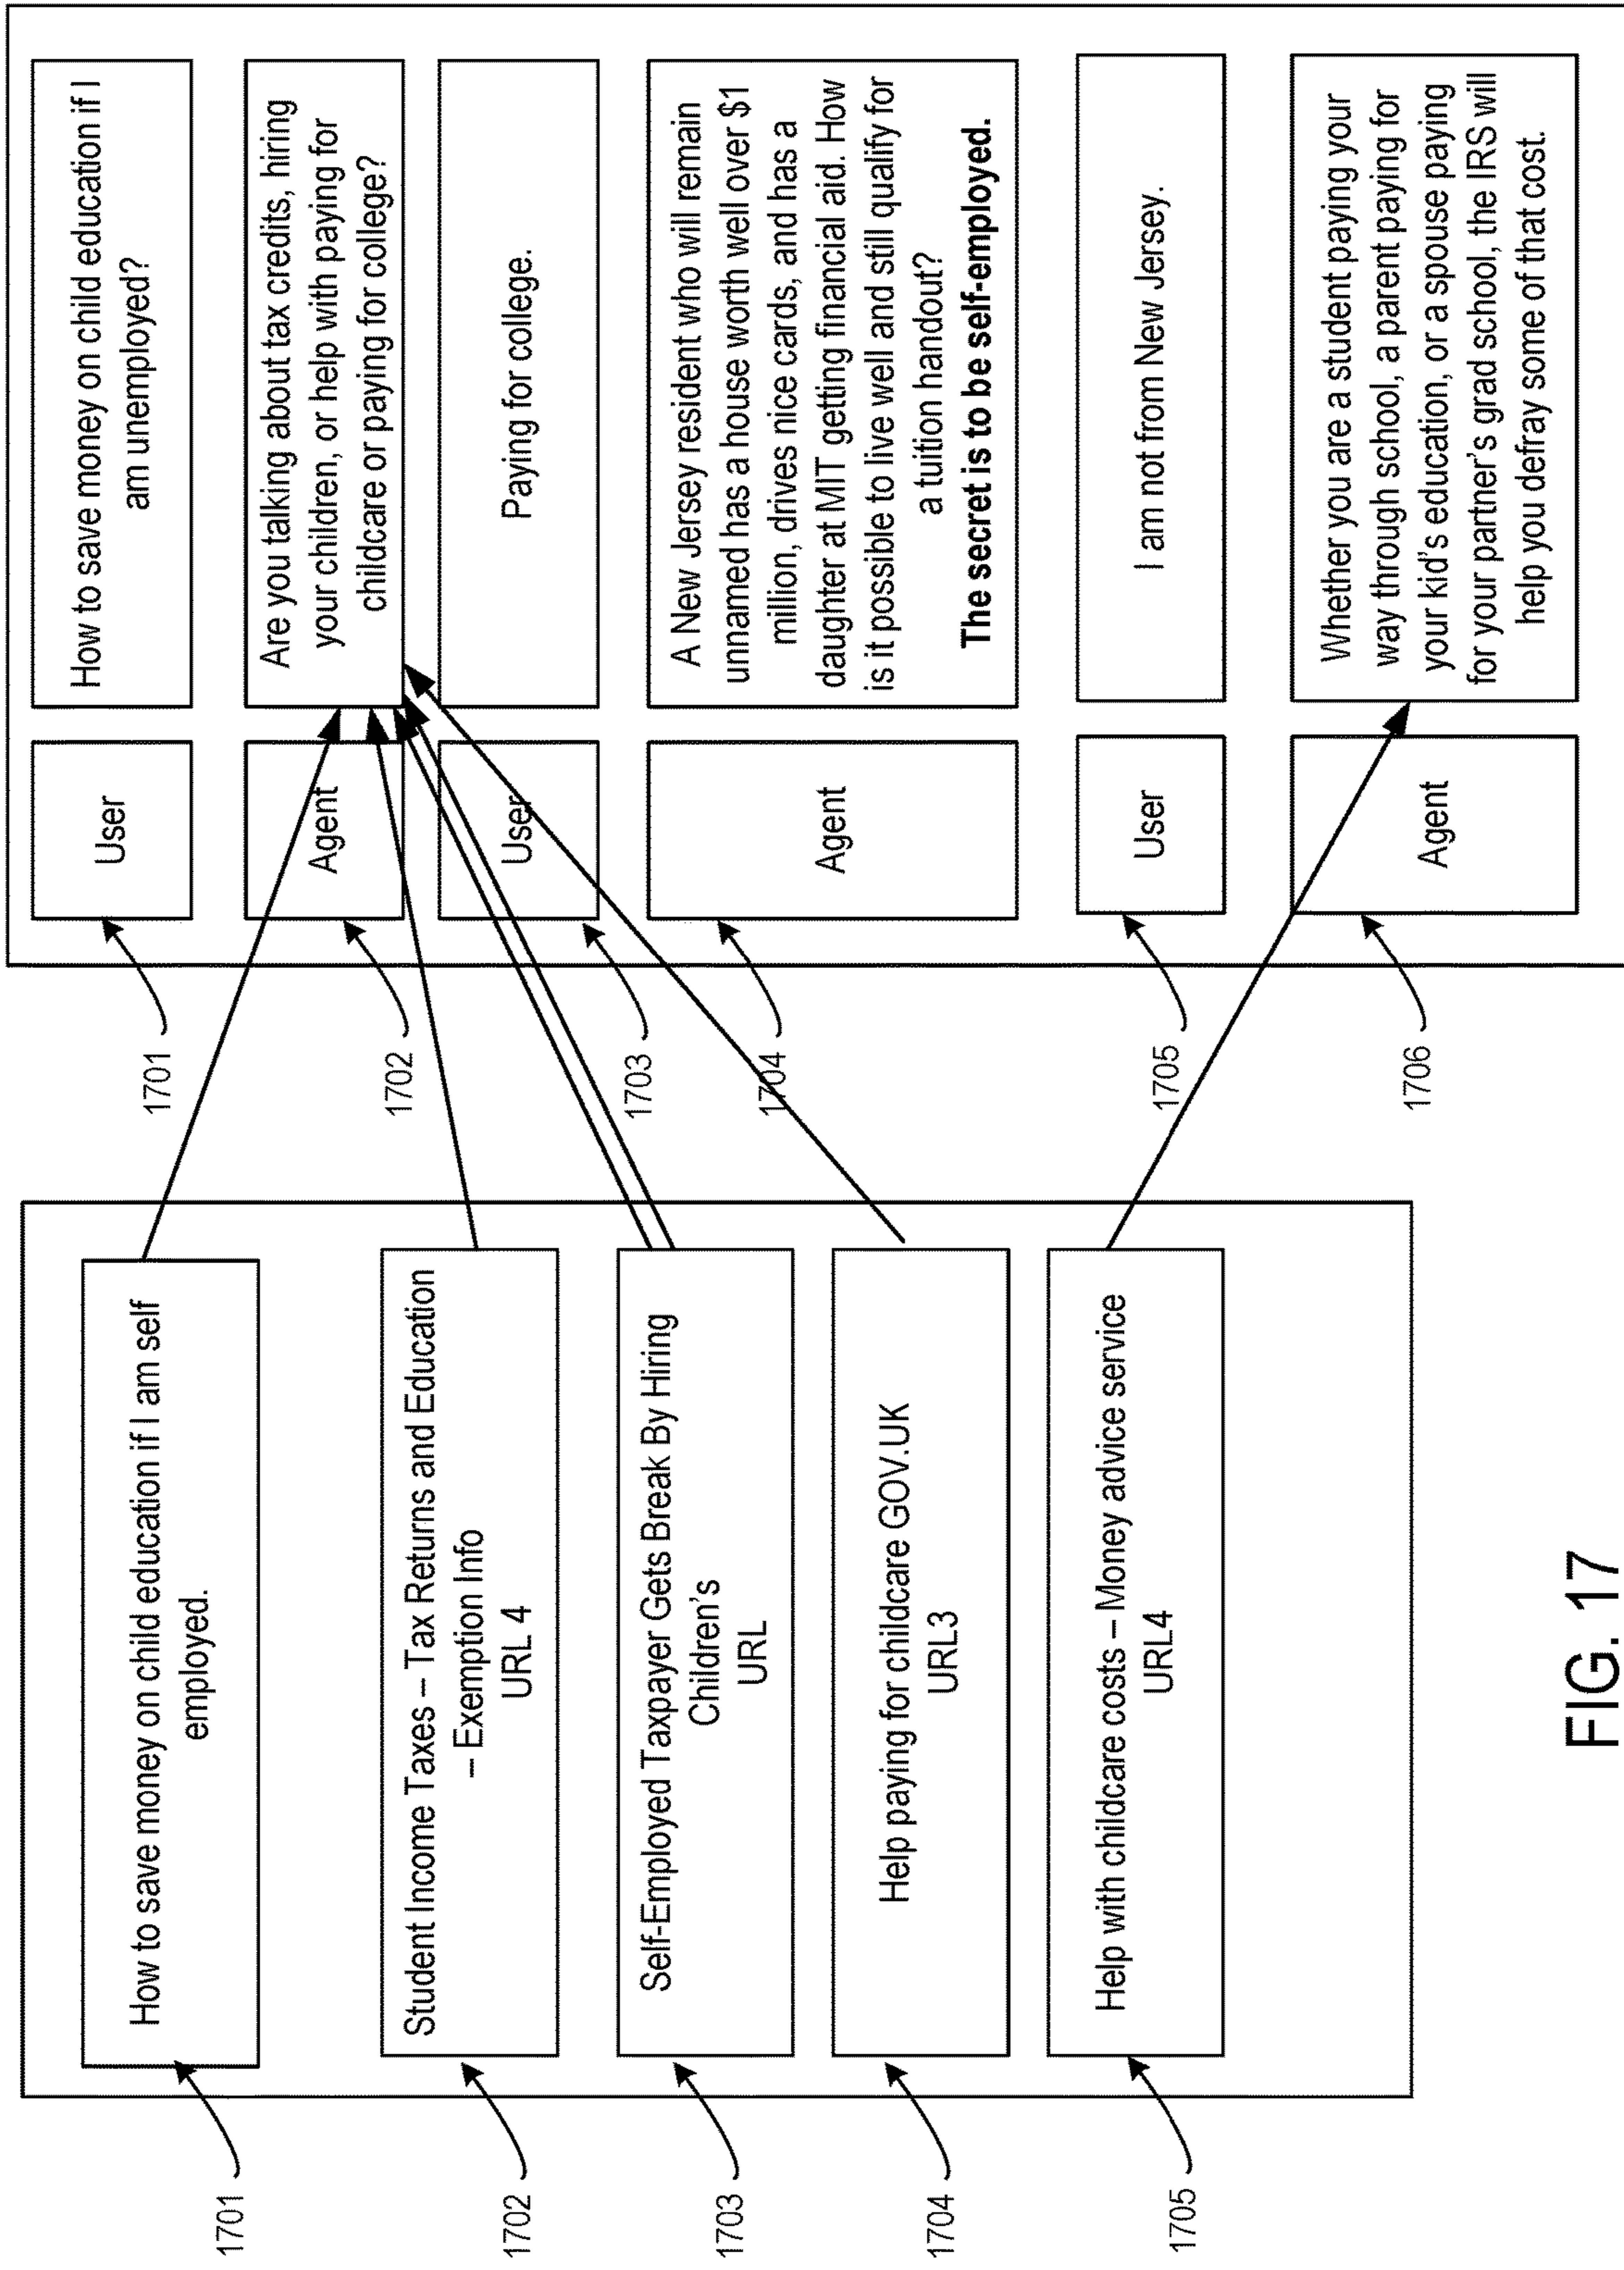 1701
How to save money on child education if I am self
employed.
1702
Student Income Taxes – Tax Returns and Education
– Exemption Info
URL 4
1703
Self-Employed Taxpayer Gets Break By Hiring
Children's
URL
1704
Help paying for childcare GOV.UK
URL3
1705
Help with childcare costs – Money advice service
URL4
1701
User
How to save money on child education if I
am unemployed?
1702
Agent
Are you talking about tax credits, hiring
your children, or help with paying for
childcare or paying for college?
1703
User
Paying for college.
1704
Agent
A New Jersey resident who will remain
unnamed has a house worth well over $1
million, drives nice cards, and has a
daughter at MIT getting financial aid. How
is it possible to live well and still qualify for
a tuition handout?
The secret is to be self-employed.
1705
User
I am not from New Jersey.
1706
Agent
Whether you are a student paying your
way through school, a parent paying for
your kid's education, or a spouse paying
for your partner's grad school, the IRS will
help you defray some of that cost.
FIG. 17